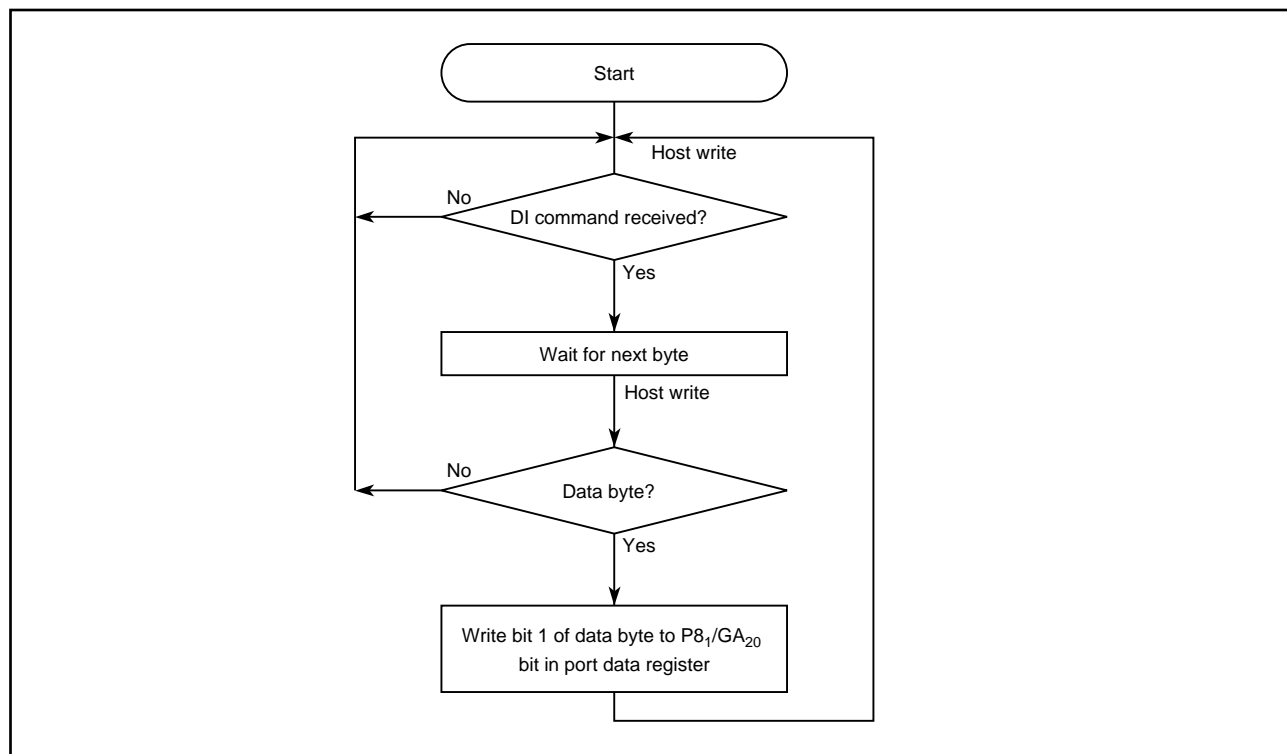 Start
Host write
No
DI command received?
Yes
Wait for next byte
Host write
No
Data byte?
Yes
Write bit 1 of data byte to P8₁/GA₂₀
bit in port data register